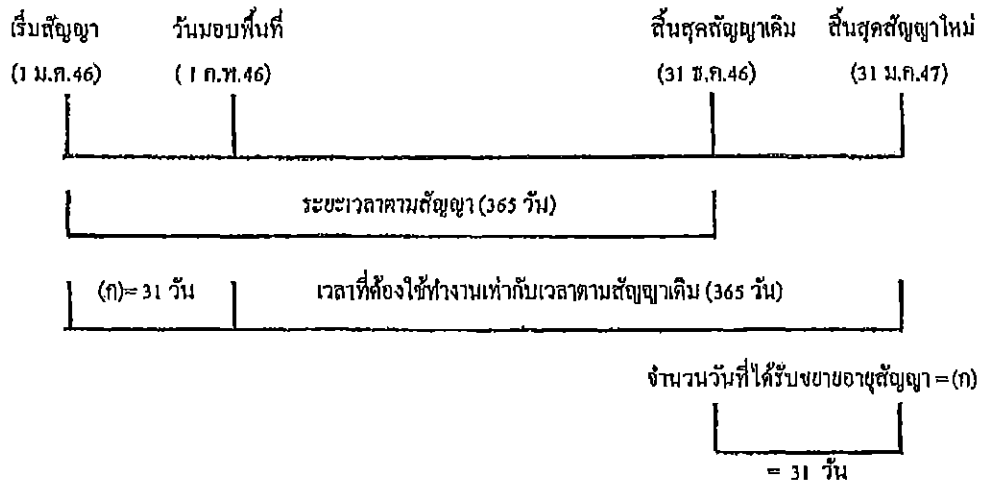 เริ่มสัญญา วันมอบพื้นที่ สิ้นสุดสัญญาเดิม สิ้นสุดสัญญาใหม่
(1 ม.ค.46) (1 ก.พ.46) (31 ธ.ค.46) (31 ม.ค.47)
ระยะเวลาตามสัญญา (365 วัน)
(ก)= 31 วัน เวลาที่ต้องใช้ทำงานเท่ากับเวลาตามสัญญาเดิม (365 วัน)
จำนวนวันที่ได้รับขยายอายุสัญญา = (ก)
= 31 วัน